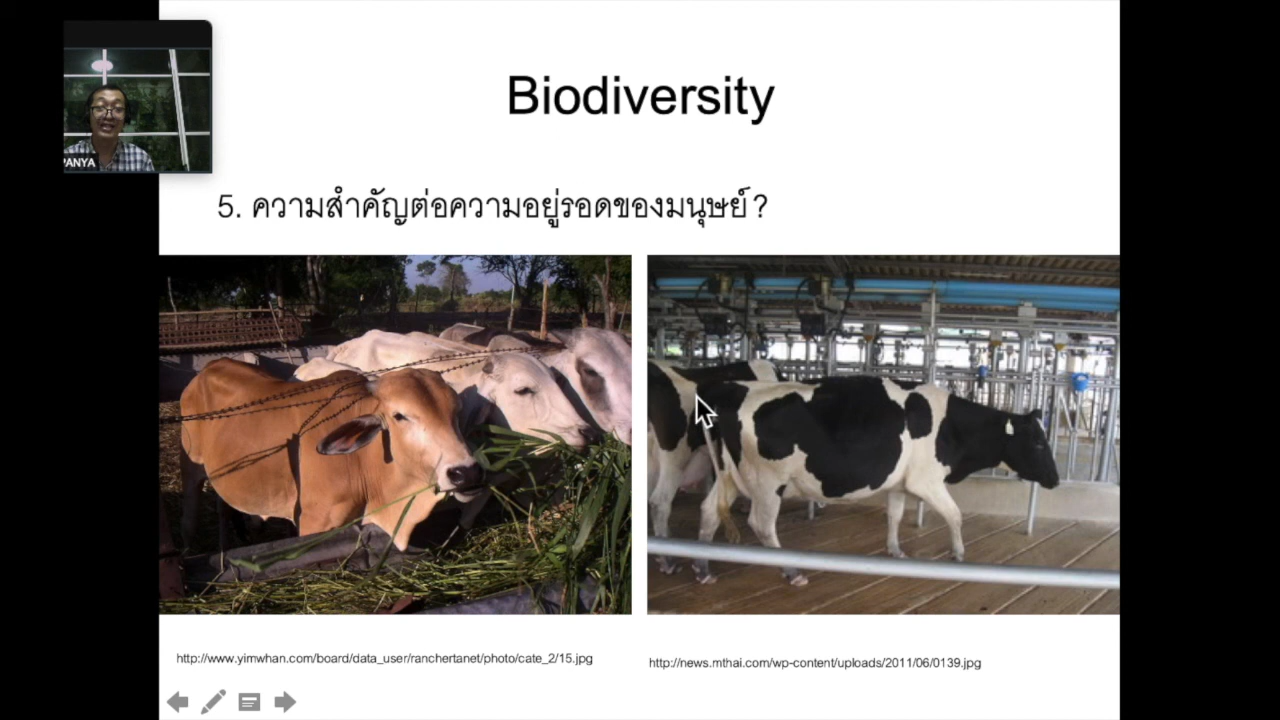 Biodiversity
PANYA
5. ความสำคัญต่อความอยู่รอดของมนุษย์?
http://www.yimwhan.com/board/data_user/ranchertanet/photo/cate_2/15.jpg
http://news.mthai.com/wp-content/uploads/2011/06/0139.jpg